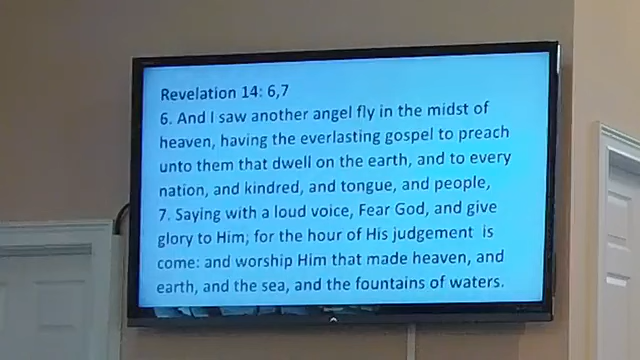 Revelation 14: 6,7
6. And I saw another angel fly in the midst of
heaven, having the everlasting gospel to preach
unto them that dwell on the earth, and to every
nation, and kindred, and tongue, and people,
7. Saying with a loud voice, Fear God, and give
glory to Him; for the hour of His judgement is
come: and worship Him that made heaven, and
earth, and the sea, and the fountains of waters.